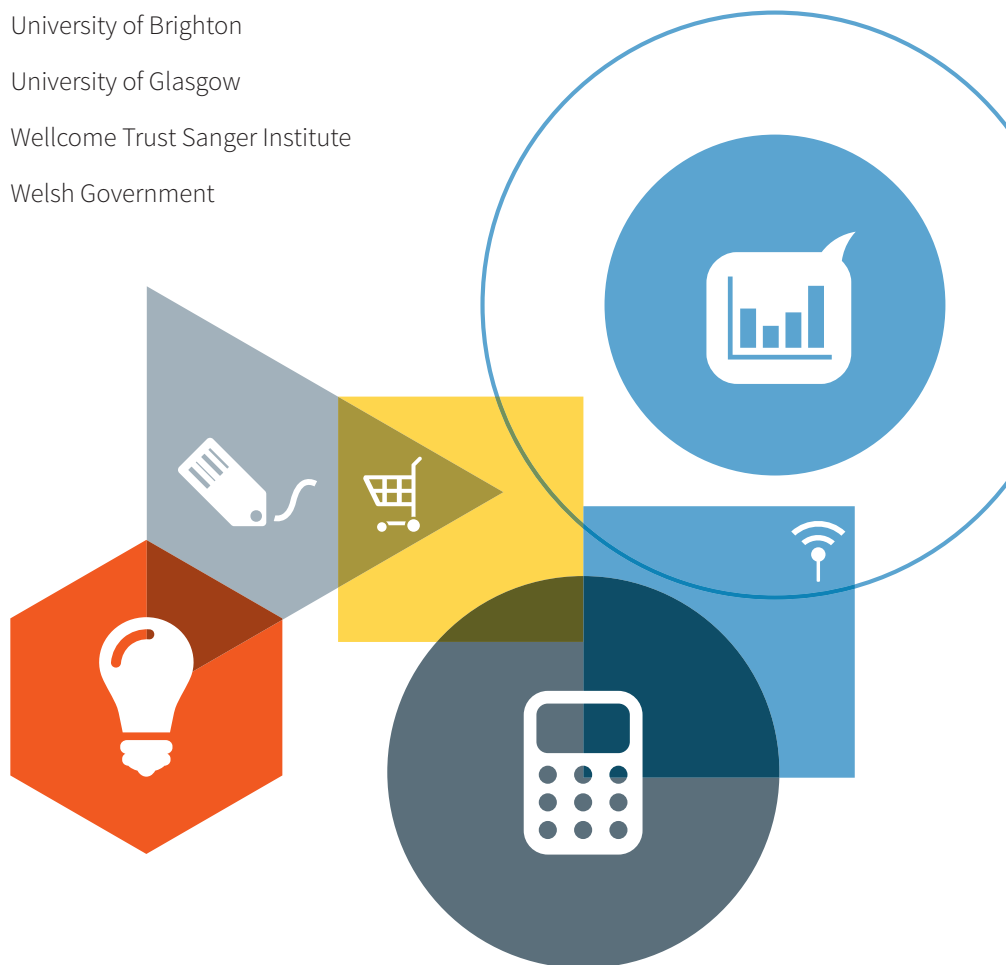 University of Brighton
University of Glasgow
Wellcome Trust Sanger Institute
Welsh Government